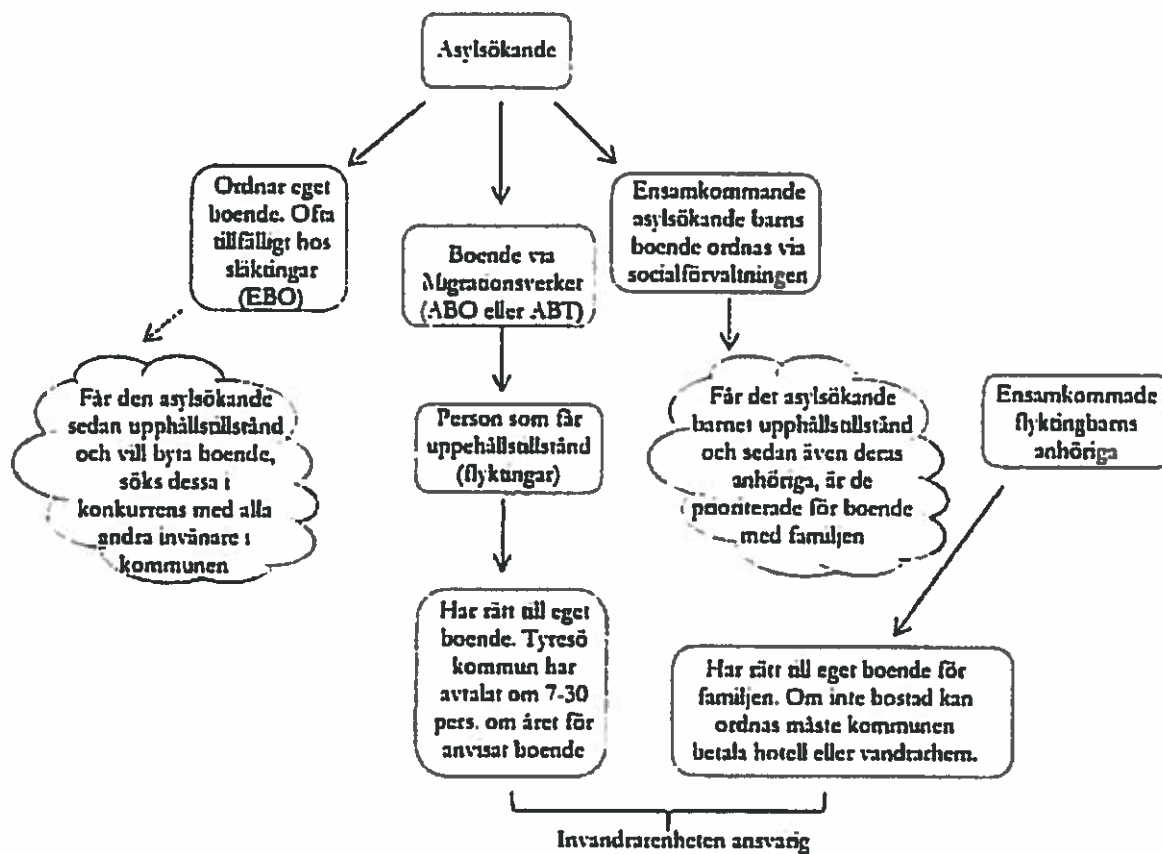 Asylsökande
Ordnar eget
boende. Ofta
tillfälligt hos
släktingar
(EBO)
Boende via
Migrationsverket
(ABO eller ABT)
Ensamkommande
asylsökande barns
boende ordnas via
socialförvaltningen
Får den asylsökande
sedan upphållstillstånd
och vill byta boende,
söks dessa i
konkurrens med alla
andra invånare i
kommunen
Person som får
uppehållstillstånd
(flyktingar)
Får det asylsökande
barnet upphållstillstånd
och sedan även deras
anhöriga, är de
prioriterade för boende
med familjen
Ensamkommade
flyktingbarns
anhöriga
Har rätt till eget
boende. Tyresö
kommun har
avtalat om 7-30
pers. om året för
anvisat boende
Har rätt till eget boende för
familjen. Om inte bostad kan
ordnas måste kommunen
betala hotell eller vandrarhem.
Invandrarenheten ansvarig